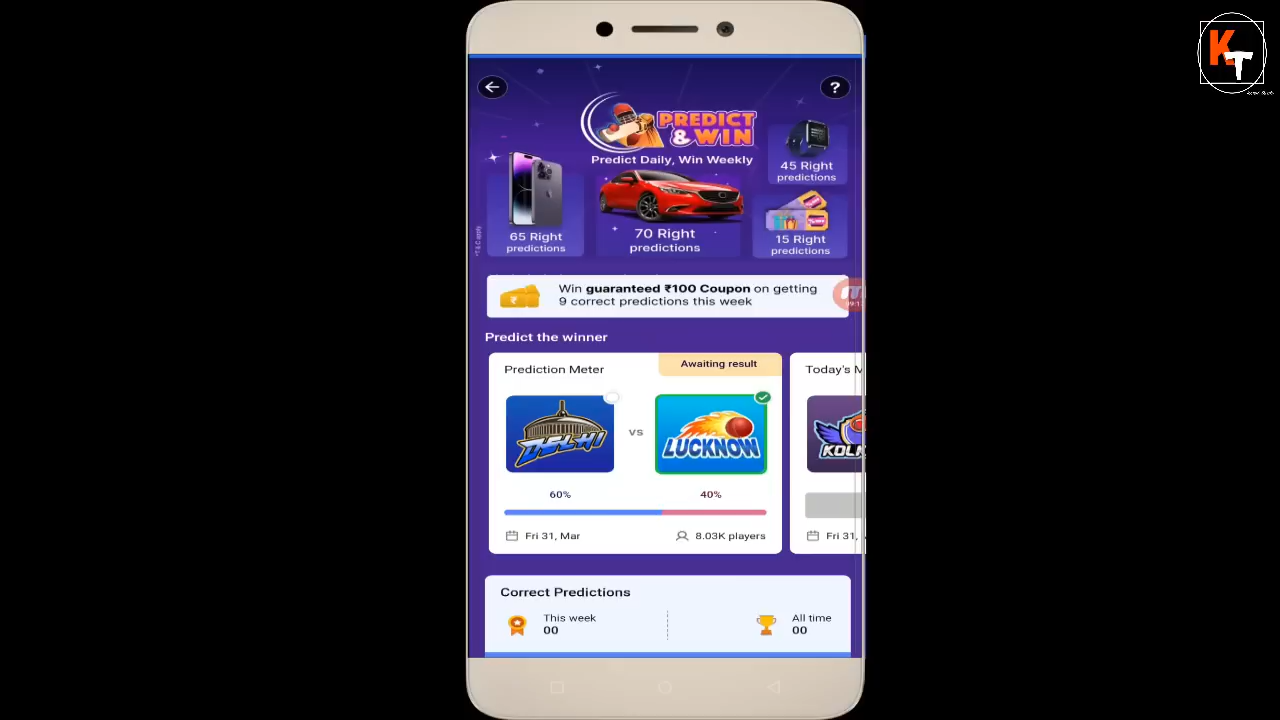 KT
?
PREDICT
& WIN
Predict Daily, Win Weekly
45 Right
predictions
65 Right
predictions
70 Right
predictions
15 Right
predictions
Win guaranteed ₹100 Coupon on getting
9 correct predictions this week
Predict the winner
Prediction Meter
Awaiting result
DELHI
vs
LUCKNOW
60%
40%
Fri 31, Mar
8.03K players
Today's M
KOLK
Fri 31,
Correct Predictions
This week
00
All time
00